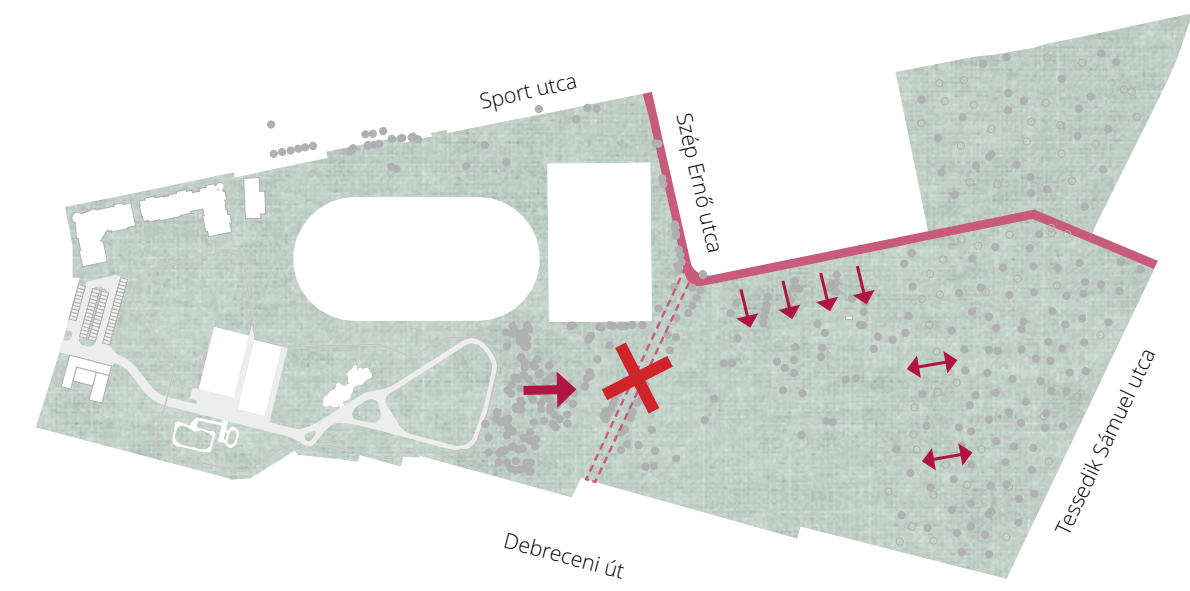 Sport utca
Szép Ernő utca
Tessedik Sámuel utca
Debreceni út